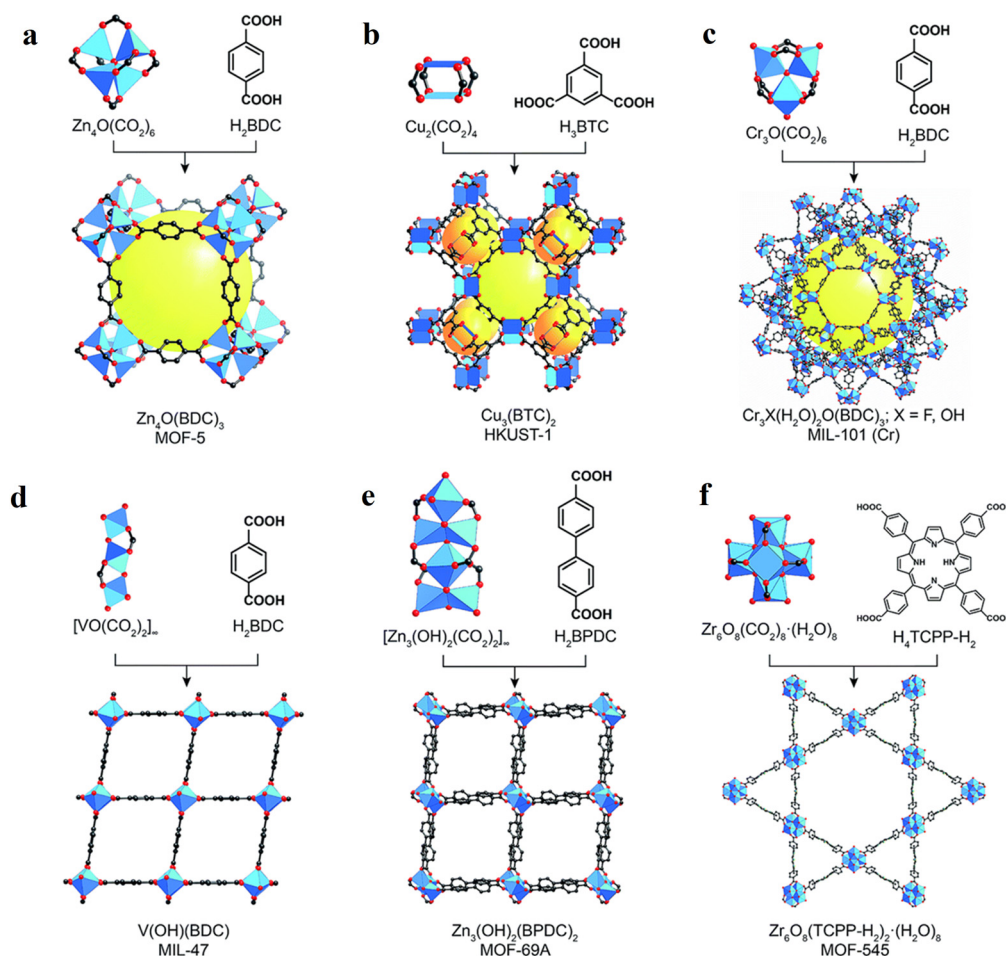 a
COOH
COOH
Zn₄O(CO₂)₆
H₂BDC
Zn₄O(BDC)₃
MOF-5
b
COOH
HOOC
COOH
Cu₂(CO₂)₄
H₃BTC
Cu₃(BTC)₂
HKUST-1
c
COOH
COOH
Cr₃O(CO₂)₆
H₂BDC
Cr₃X(H₂O)₂O(BDC)₃; X = F, OH
MIL-101 (Cr)
d
COOH
COOH
[VO(CO₂)₂]∞
H₂BDC
V(OH)(BDC)
MIL-47
e
COOH
COOH
[Zn₃(OH)₂(CO₂)₂]∞
H₂BPDC
Zn₃(OH)₂(BPDC)₂
MOF-69A
f
HOOC
COOH
N
NH
HN
N
HOOC
COOH
Zr₆O₈(CO₂)₈·(H₂O)₈
H₄TCPP-H₂
Zr₆O₈(TCPP-H₂)₂·(H₂O)₈
MOF-545